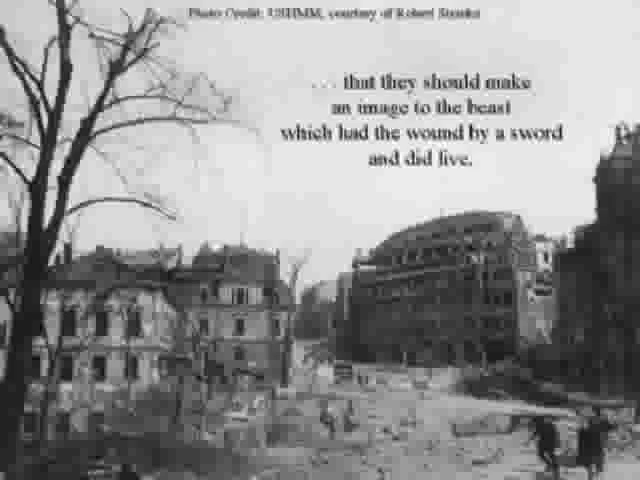 Photo Credit: USHMM, courtesy of Robert
. . . that they should make
an image to the beast
which had the wound by a sword
and did live.